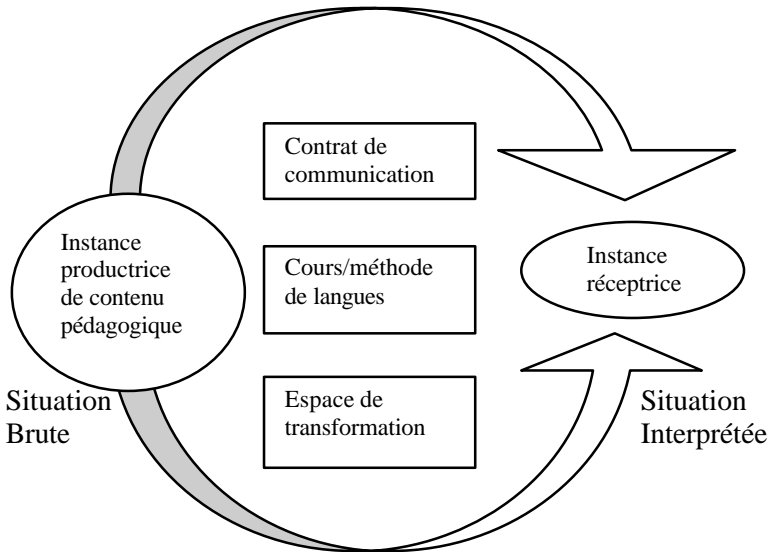 Contrat de
communication
Instance
productrice
de contenu
pédagogique
Cours/méthode
de langues
Instance
réceptrice
Situation
Brute
Espace de
transformation
Situation
Interprétée